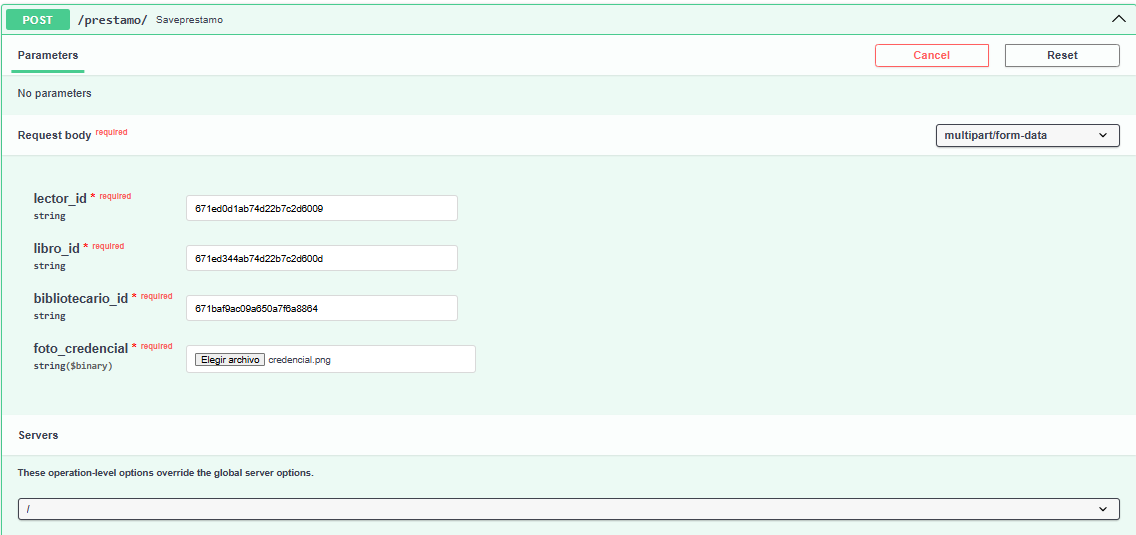 POST /prestamo/ Saveprestamo
Parameters Cancel Reset
No parameters
Request body required multipart/form-data
lector_id * required
string
671ed0d1ab74d22b7c2d6009
libro_id * required
string
671ed344ab74d22b7c2d600d
bibliotecario_id * required
string
671baf9ac09a650a7f6a8864
foto_credencial * required
string($binary)
Elegir archivo credencial.png
Servers
These operation-level options override the global server options.
/